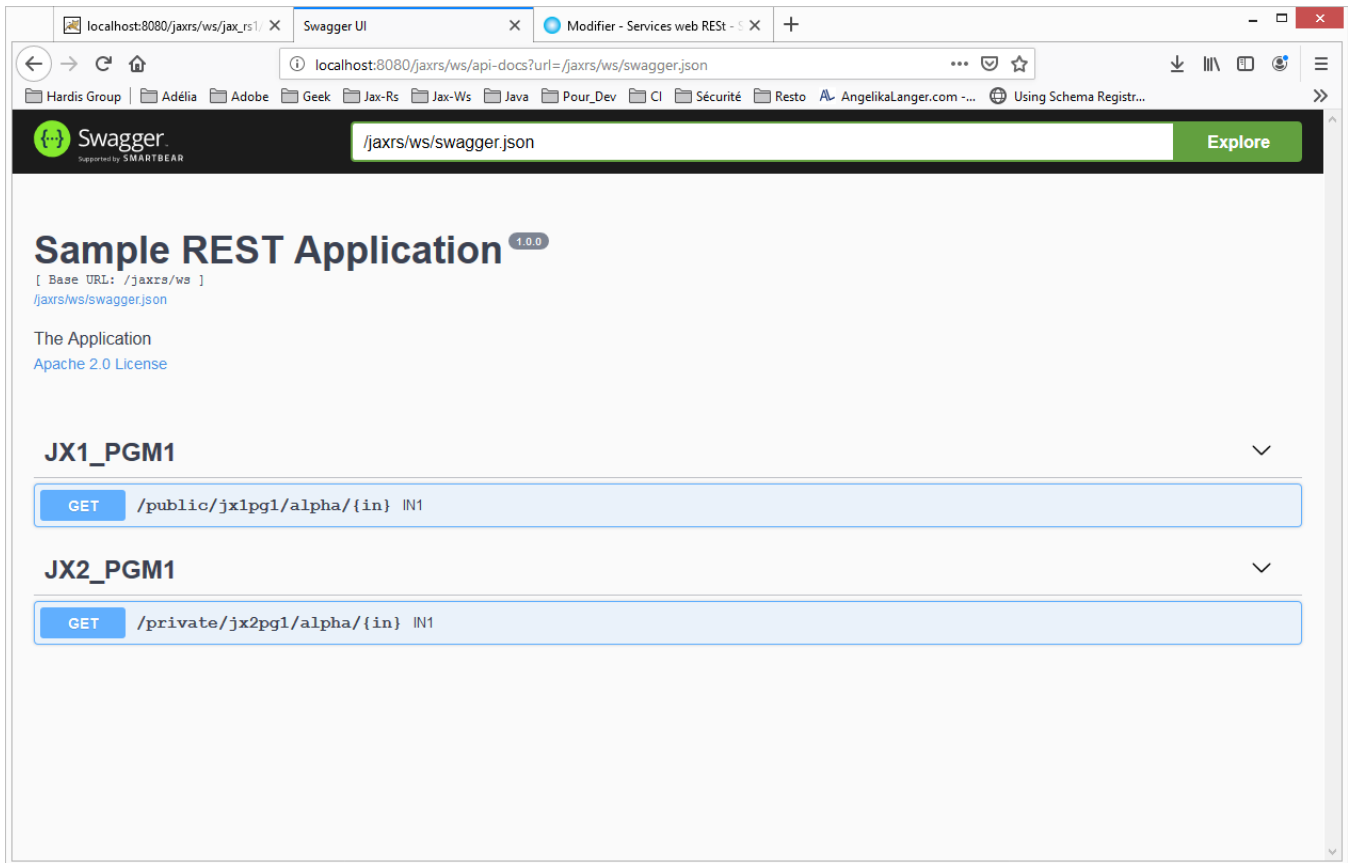 localhost:8080/jaxrs/ws/jax_rs1/
Swagger UI
Modifier - Services web RESt - S
localhost:8080/jaxrs/ws/api-docs?url=/jaxrs/ws/swagger.json
Hardis Group Adélia Adobe Geek Jax-Rs Jax-Ws Java Pour_Dev CI Sécurité Resto AL AngelikaLanger.com -... Using Schema Registr...
Swagger.
Supported by SMARTBEAR
/jaxrs/ws/swagger.json
Explore
Sample REST Application 1.0.0
[ Base URL: /jaxrs/ws ]
/jaxrs/ws/swagger.json
The Application
Apache 2.0 License
JX1_PGM1
GET /public/jx1pg1/alpha/{in} IN1
JX2_PGM1
GET /private/jx2pg1/alpha/{in} IN1